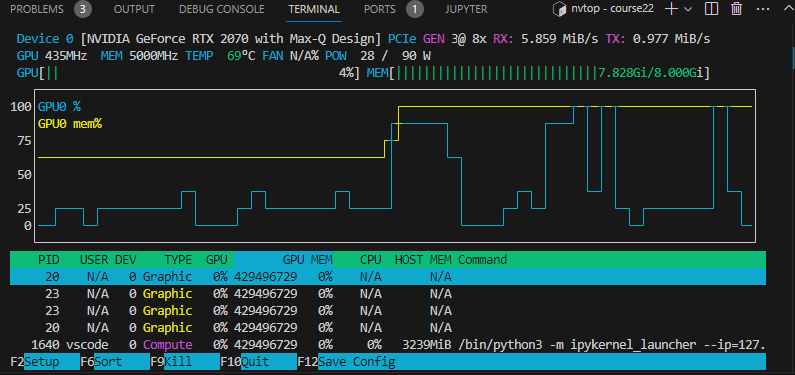 PROBLEMS 3 OUTPUT DEBUG CONSOLE TERMINAL PORTS 1 JUPYTER nvtop - course22
Device 0 [NVIDIA GeForce RTX 2070 with Max-Q Design] PCIe GEN 3@ 8x RX: 5.859 MiB/s TX: 0.977 MiB/s
GPU 435MHz MEM 5000MHz TEMP 69°C FAN N/A% POW 28 / 90 W
GPU[|| 4%] MEM[||||||||||||||||||||||||||||7.828Gi/8.000Gi]
100 GPU0 %
GPU0 mem%
75
50
25
0
PID USER DEV TYPE GPU GPU MEM CPU HOST MEM Command
20 N/A 0 Graphic 0% 429496729 0% N/A N/A
23 N/A 0 Graphic 0% 429496729 0% N/A N/A
23 N/A 0 Graphic 0% 429496729 0% N/A N/A
20 N/A 0 Graphic 0% 429496729 0% N/A N/A
1640 vscode 0 Compute 0% 429496729 0% 0% 3239MiB /bin/python3 -m ipykernel_launcher --ip=127.
F2Setup F6Sort F9Kill F10Quit F12Save Config